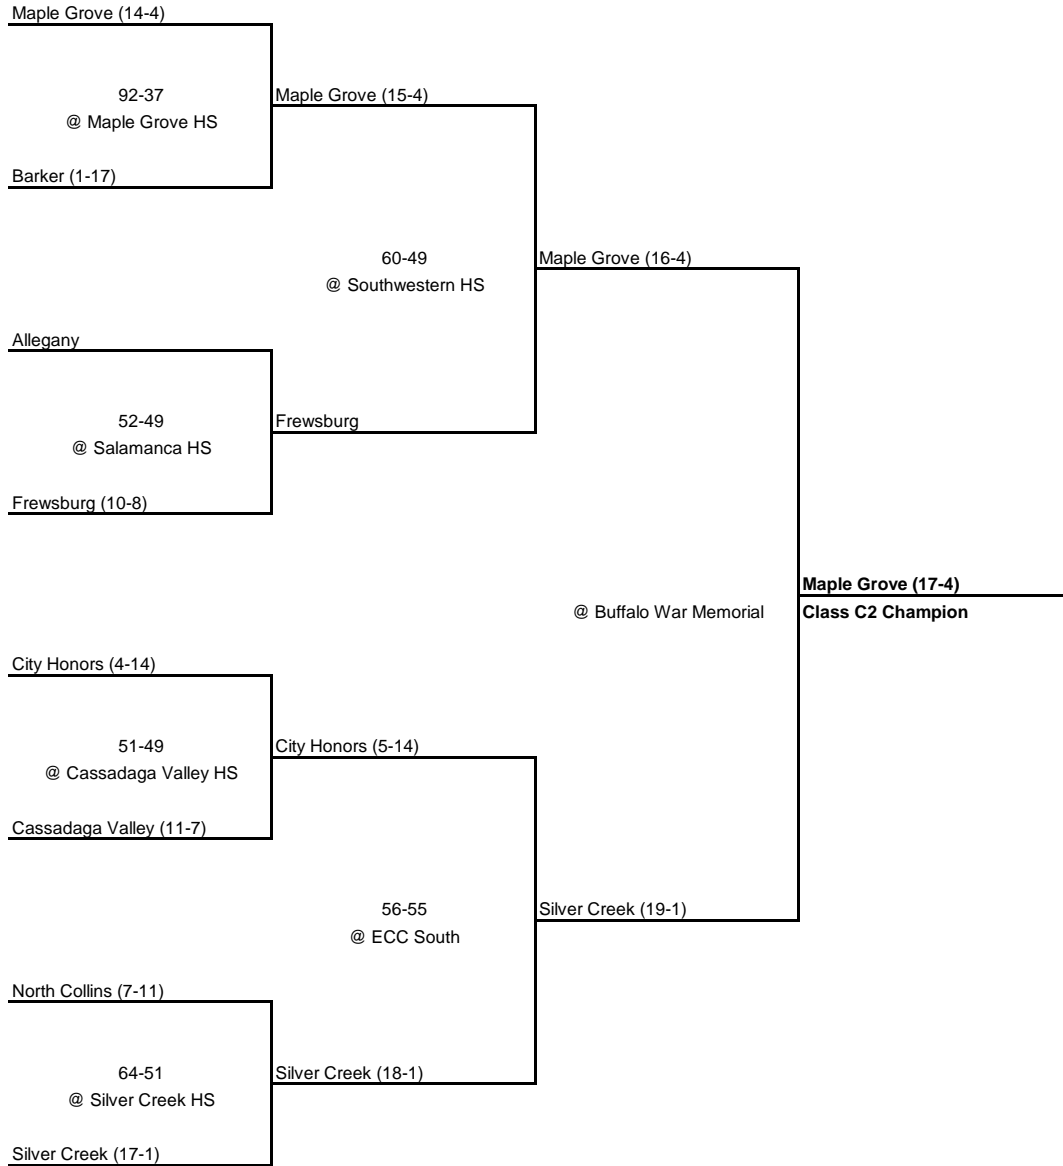 Maple Grove (14-4)
92-37
Maple Grove (15-4)
@ Maple Grove HS
Barker (1-17)
60-49
Maple Grove (16-4)
@ Southwestern HS
Allegany
52-49
Frewsburg
@ Salamanca HS
Frewsburg (10-8)
Maple Grove (17-4)
@ Buffalo War Memorial
Class C2 Champion
City Honors (4-14)
51-49
City Honors (5-14)
@ Cassadaga Valley HS
Cassadaga Valley (11-7)
56-55
Silver Creek (19-1)
@ ECC South
North Collins (7-11)
64-51
Silver Creek (18-1)
@ Silver Creek HS
Silver Creek (17-1)